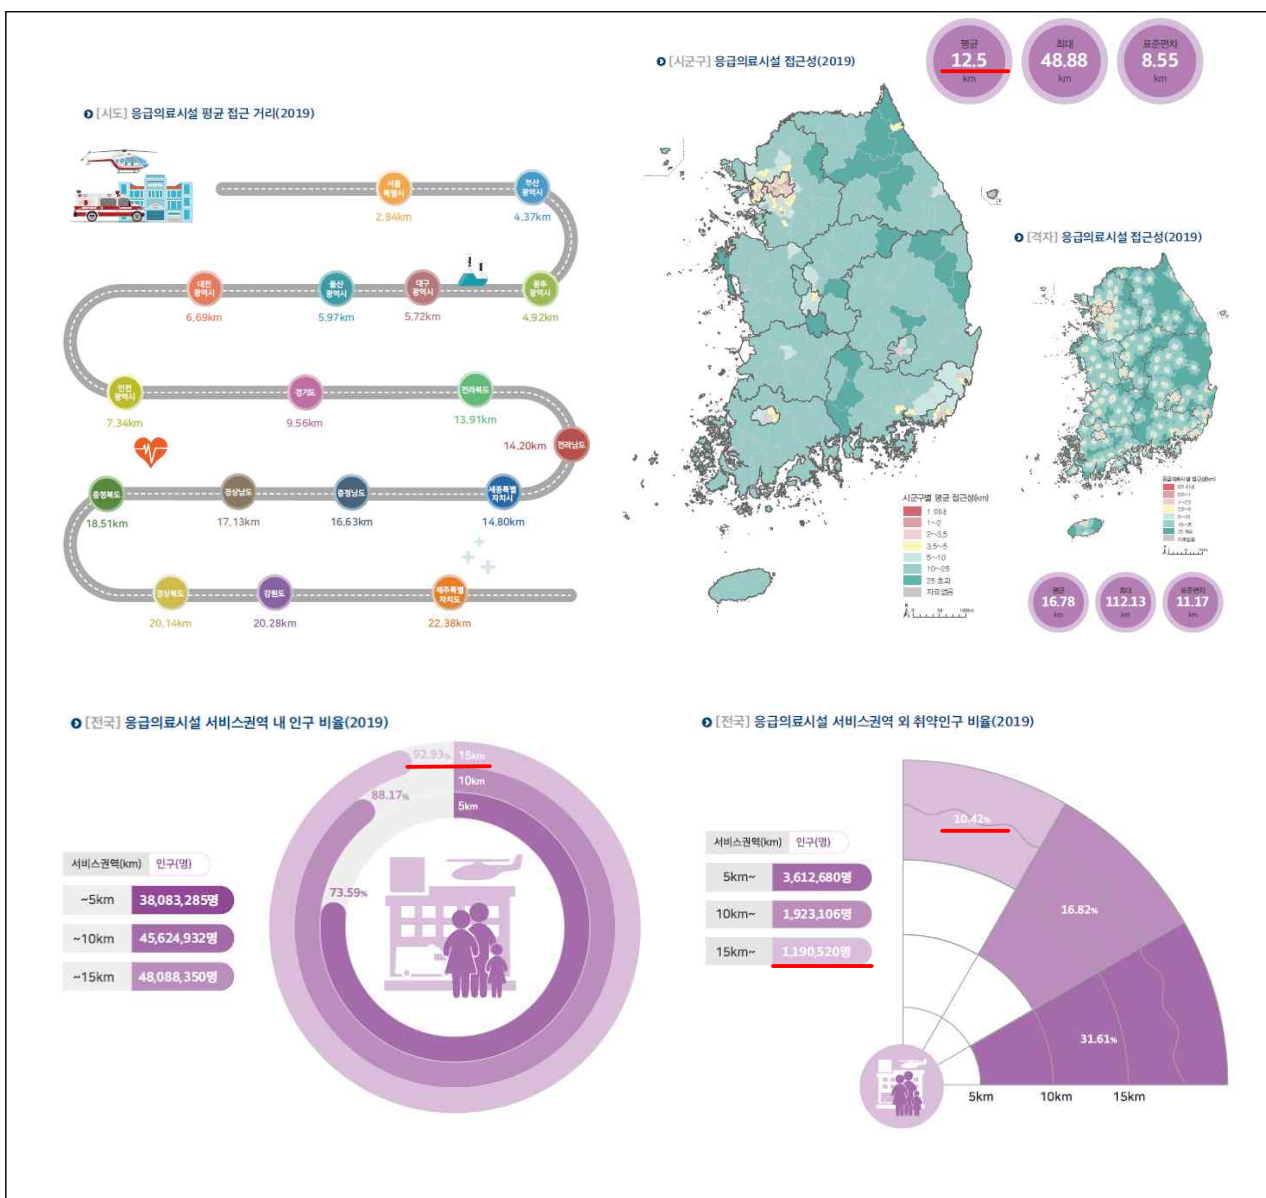 [시도] 응급의료시설 평균 접근 거리(2019)
서울
특별시
2.84km
부산
광역시
4.37km
대전
광역시
6.69km
울산
광역시
5.97km
대구
광역시
5.72km
광주
광역시
4.92km
인천
광역시
7.34km
경기도
9.56km
전라북도
13.91km
14.20km
전라남도
충청북도
18.51km
경상남도
17.13km
충청남도
16.63km
세종특별
자치시
14.80km
경상북도
20.14km
강원도
20.28km
제주특별
자치도
22.38km
[시군구] 응급의료시설 접근성(2019)
평균
12.5
km
최대
48.88
km
표준편차
8.55
km
시군구별 평균 접근성(km)
1 이내
1~2
2~3.5
3.5~5
5~10
10~25
25 초과
자료없음
[격자] 응급의료시설 접근성(2019)
응급의료시설 접근성(km)
자료없음
평균
16.78
km
최대
112.13
km
표준편차
11.17
km
[전국] 응급의료시설 서비스권역 내 인구 비율(2019)
92.93%
15km
88.17%
10km
73.59%
5km
서비스권역(km)
인구(명)
~5km
38,083,285명
~10km
45,624,932명
~15km
48,088,350명
[전국] 응급의료시설 서비스권역 외 취약인구 비율(2019)
서비스권역(km)
인구(명)
5km~
3,612,680명
10km~
1,923,106명
15km~
1,190,520명
10.42%
16.82%
31.61%
5km
10km
15km